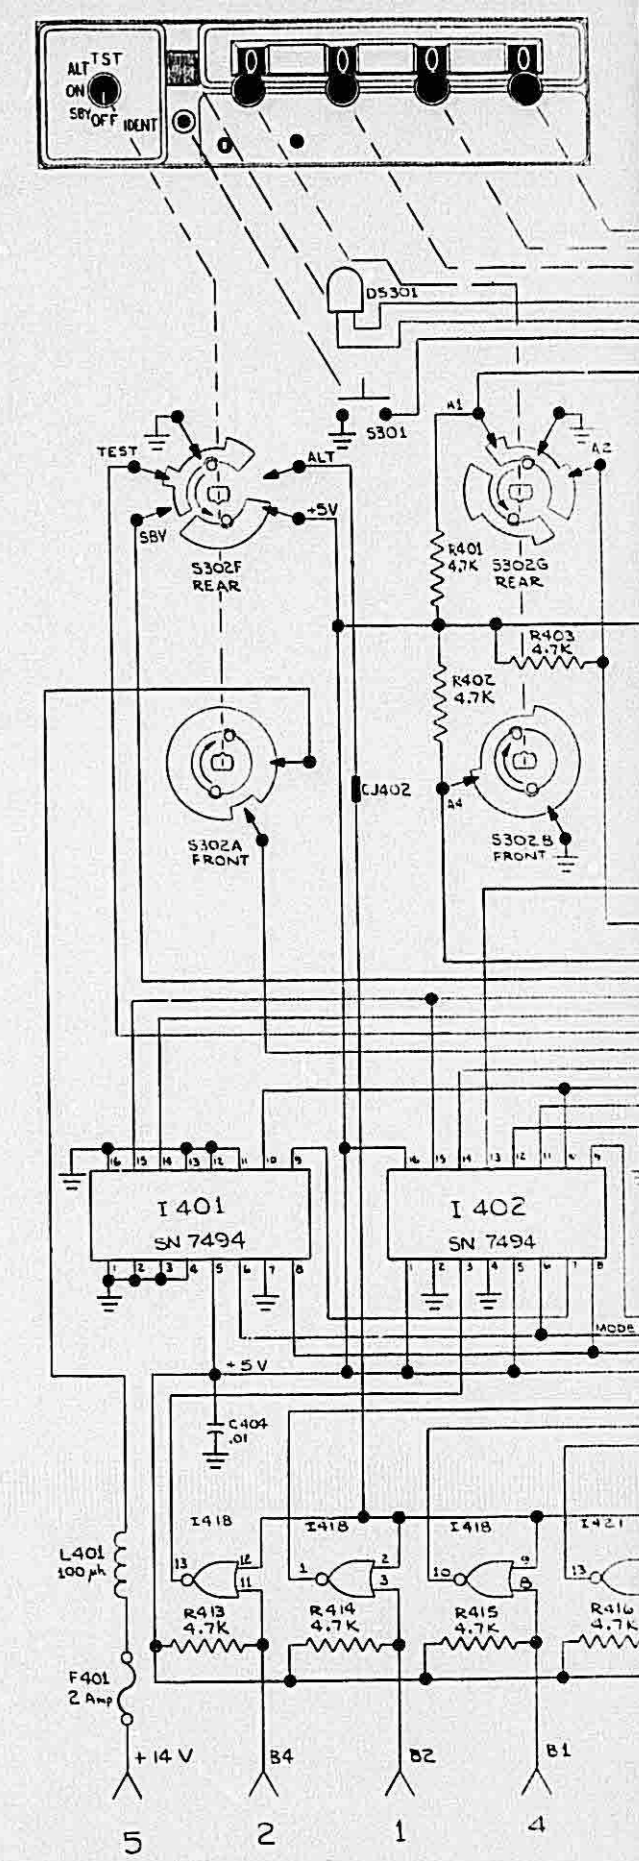 TST
ALT
ON
SBY
OFF
IDENT
0 0 0 0
DS301
S301
A1
A2
TEST
ALT
SBY
+5V
S302F
REAR
R401
4.7K
S302G
REAR
R403
4.7K
R402
4.7K
CJ402
A4
S302A
FRONT
S302B
FRONT
16 15 14 13 12 11 10 9
I 401
SN 7494
1 2 3 4 5 6 7 8
16 15 14 13 12 11 8 9
I 402
SN 7494
1 2 3 4 5 6 7 8
MODE
+5V
C404
.01
I418
I418
I418
I421
13 12 11
1 2 3
10 9 8
13
L401
100 μh
R413
4.7K
R414
4.7K
R415
4.7K
R416
4.7K
F401
2 Amp
+14 V
B4
B2
B1
5 2 1 4